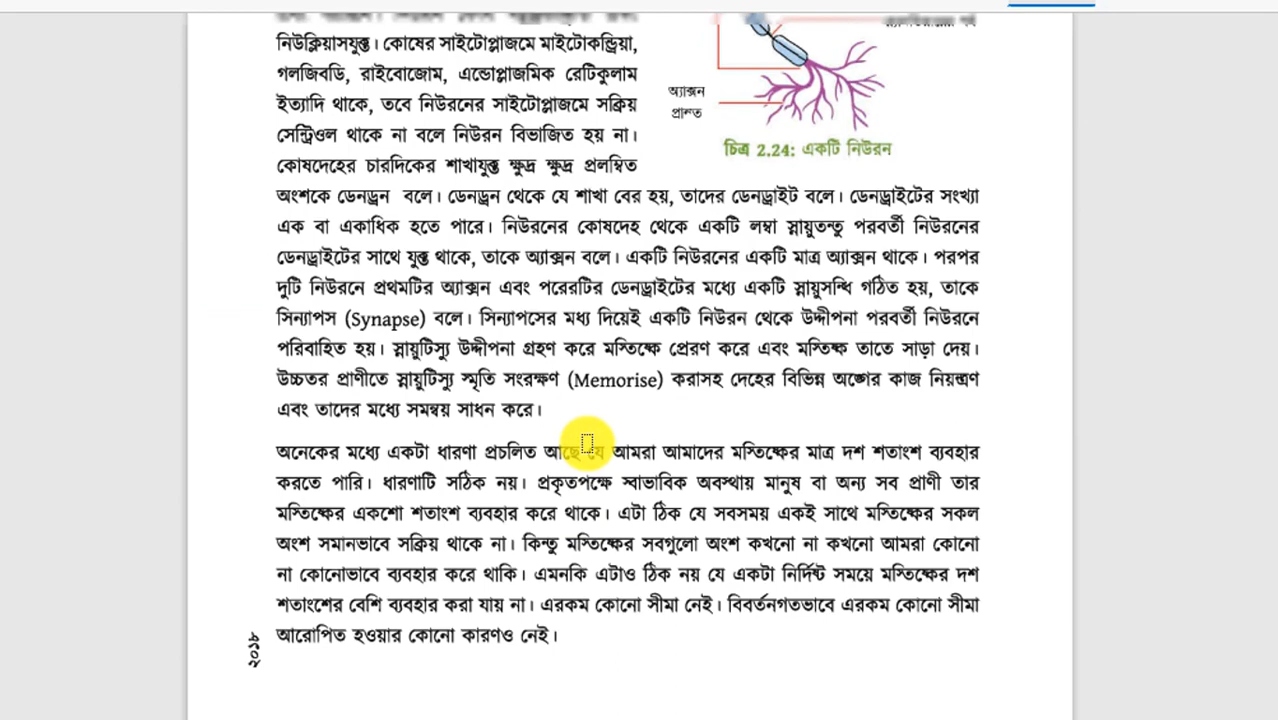 নিউক্লিয়াসযুক্ত। কোষের সাইটোপ্লাজমে মাইটোকন্ড্রিয়া,
গলজিবডি, রাইবোজোম, এন্ডোপ্লাজমিক রেটিকুলাম
ইত্যাদি থাকে, তবে নিউরনের সাইটোপ্লাজমে সক্রিয়
সেন্ট্রিওল থাকে না বলে নিউরন বিভাজিত হয় না।
কোষদেহের চারদিকের শাখাযুক্ত ক্ষুদ্র ক্ষুদ্র প্রলম্বিত
অ্যাক্সন
প্রান্ত
চিত্র 2.24: একটি নিউরন
অংশকে ডেনড্রন বলে। ডেনড্রন থেকে যে শাখা বের হয়, তাদের ডেনড্রাইট বলে। ডেনড্রাইটের সংখ্যা
এক বা একাধিক হতে পারে। নিউরনের কোষদেহ থেকে একটি লম্বা স্নায়ুতন্তু পরবর্তী নিউরনের
ডেনড্রাইটের সাথে যুক্ত থাকে, তাকে অ্যাক্সন বলে। একটি নিউরনের একটি মাত্র অ্যাক্সন থাকে। পরপর
দুটি নিউরনে প্রথমটির অ্যাক্সন এবং পরেরটির ডেনড্রাইটের মধ্যে একটি স্নায়ুসন্ধি গঠিত হয়, তাকে
সিন্যাপস (Synapse) বলে। সিন্যাপসের মধ্য দিয়েই একটি নিউরন থেকে উদ্দীপনা পরবর্তী নিউরনে
পরিবাহিত হয়। স্নায়ুটিস্যু উদ্দীপনা গ্রহণ করে মস্তিষ্কে প্রেরণ করে এবং মস্তিষ্ক তাতে সাড়া দেয়।
উচ্চতর প্রাণীতে স্নায়ুটিস্যু স্মৃতি সংরক্ষণ (Memorise) করাসহ দেহের বিভিন্ন অঙ্গের কাজ নিয়ন্ত্রণ
এবং তাদের মধ্যে সমন্বয় সাধন করে।
অনেকের মধ্যে একটা ধারণা প্রচলিত আছে যে আমরা আমাদের মস্তিষ্কের মাত্র দশ শতাংশ ব্যবহার
করতে পারি। ধারণাটি সঠিক নয়। প্রকৃতপক্ষে স্বাভাবিক অবস্থায় মানুষ বা অন্য সব প্রাণী তার
মস্তিষ্কের একশো শতাংশ ব্যবহার করে থাকে। এটা ঠিক যে সবসময় একই সাথে মস্তিষ্কের সকল
অংশ সমানভাবে সক্রিয় থাকে না। কিন্তু মস্তিষ্কের সবগুলো অংশ কখনো না কখনো আমরা কোনো
না কোনোভাবে ব্যবহার করে থাকি। এমনকি এটাও ঠিক নয় যে একটা নির্দিষ্ট সময়ে মস্তিষ্কের দশ
শতাংশের বেশি ব্যবহার করা যায় না। এরকম কোনো সীমা নেই। বিবর্তনগতভাবে এরকম কোনো সীমা
আরোপিত হওয়ার কোনো কারণও নেই।
২০১৮